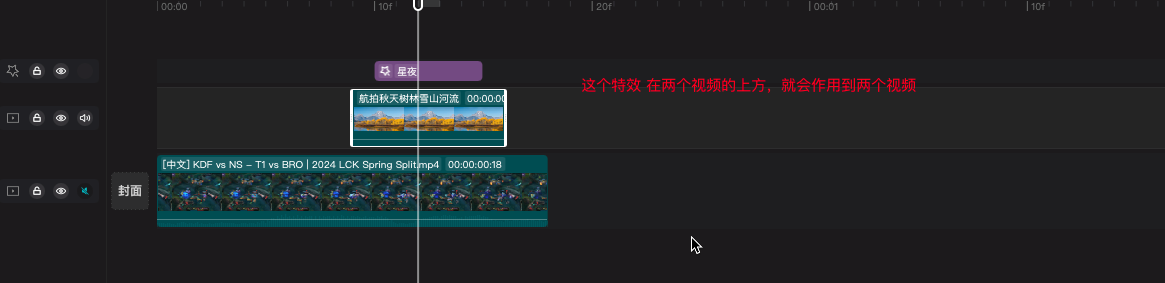 00:00 10f 20f 00:01 10f
星夜
这个特效 在两个视频的上方，就会作用到两个视频
航拍秋天树林雪山河流 00:00:00
[中文] KDF vs NS - T1 vs BRO | 2024 LCK Spring Split.mp4 00:00:00:18
封面